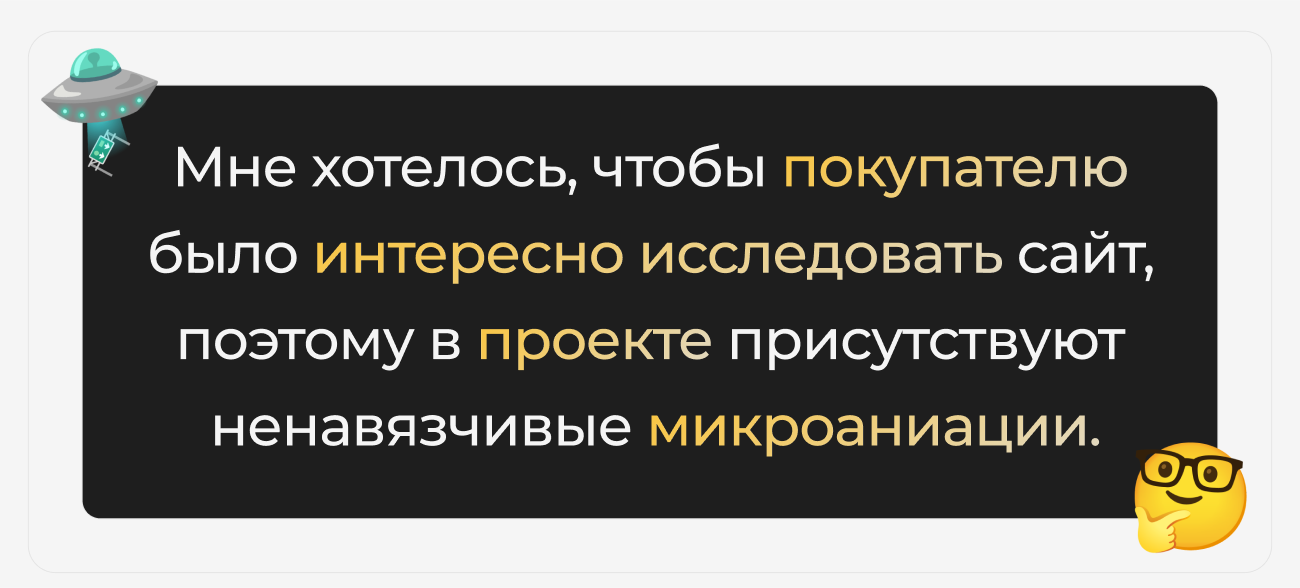 Мне хотелось, чтобы покупателю
было интересно исследовать сайт,
поэтому в проекте присутствуют
ненавязчивые микроаниации.